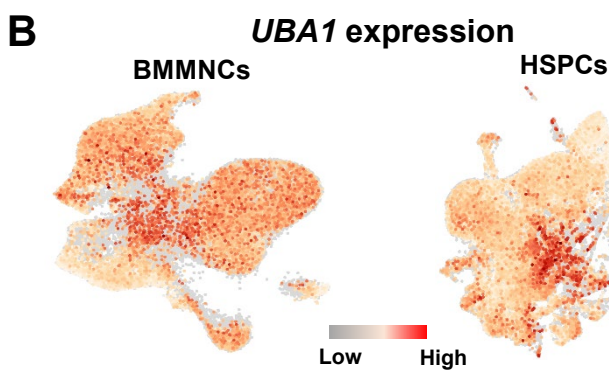 B
UBA1 expression
BMMNCs
HSPCs
Low
High